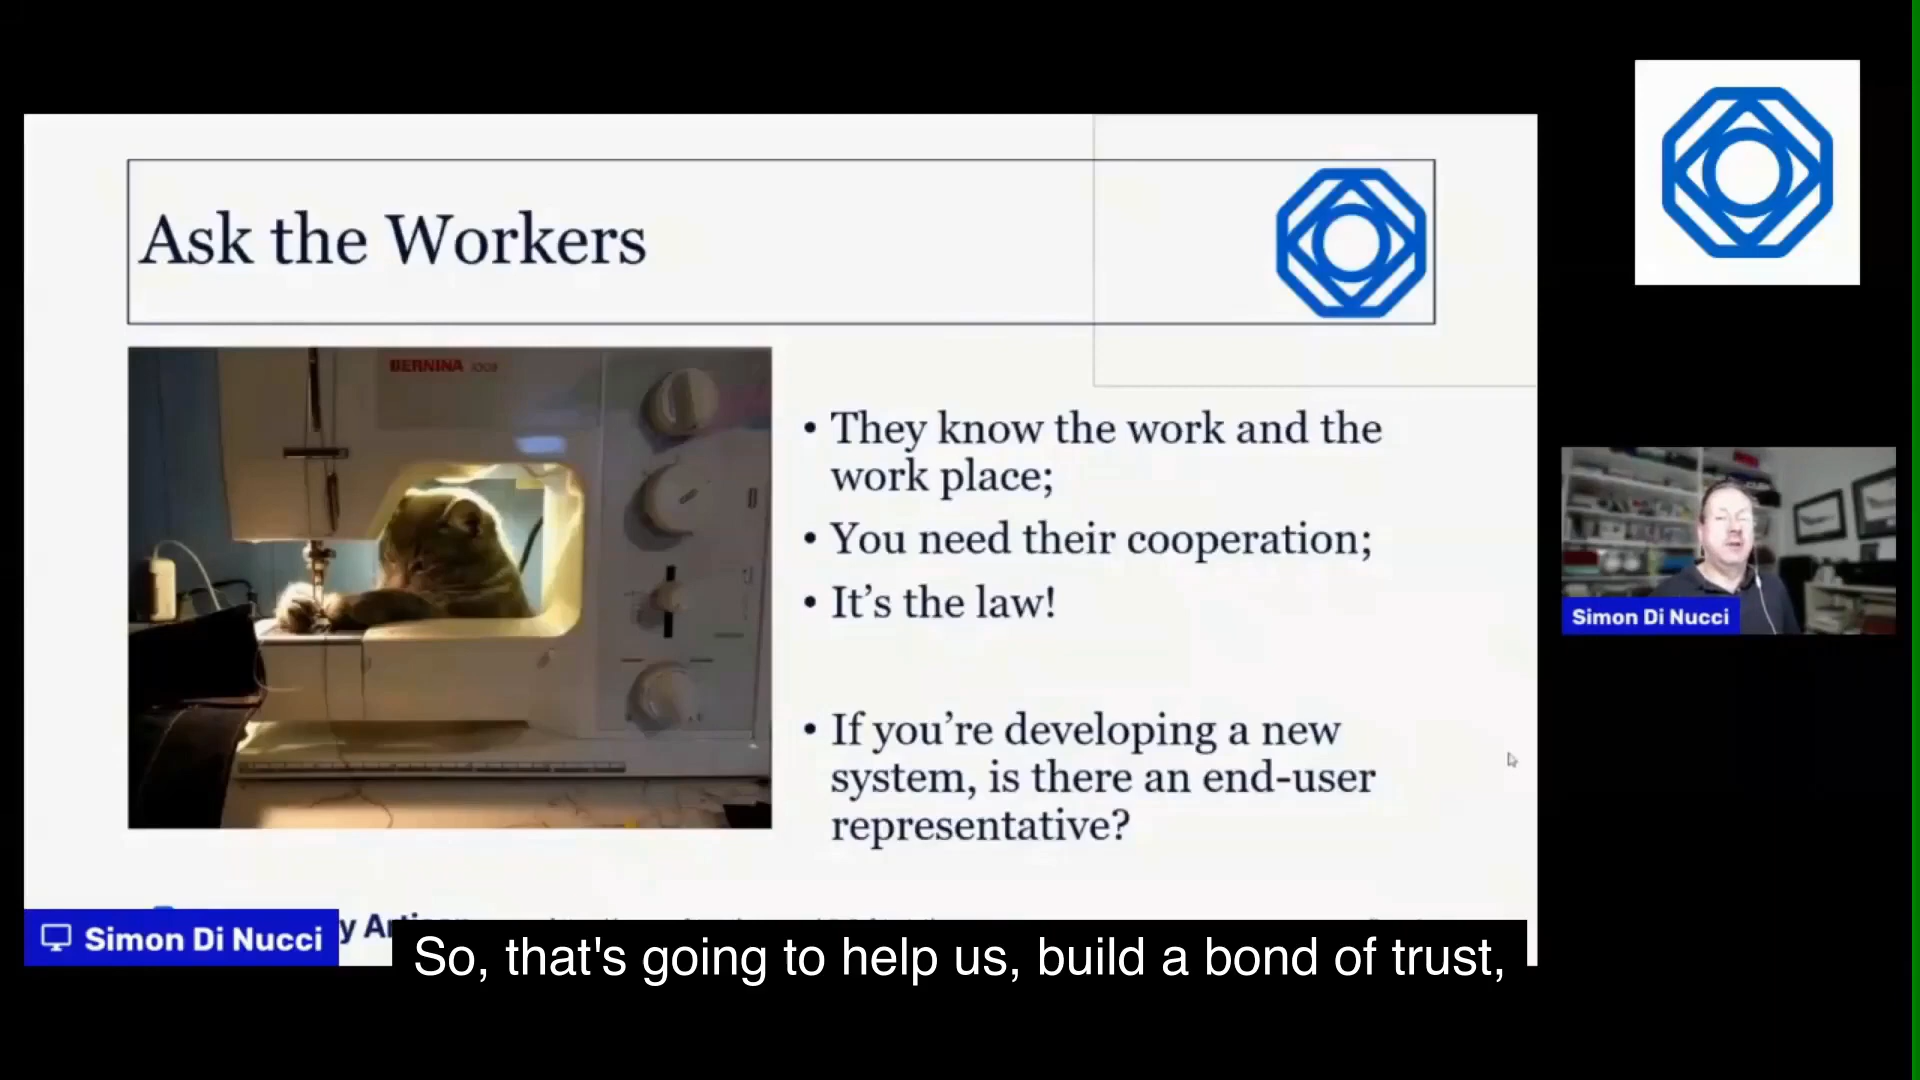 Ask the Workers
BERNINA
• They know the work and the
work place;
• You need their cooperation;
• It's the law!
• If you're developing a new
system, is there an end-user
representative?
Simon Di Nucci
Simon Di Nucci
So, that's going to help us, build a bond of trust,